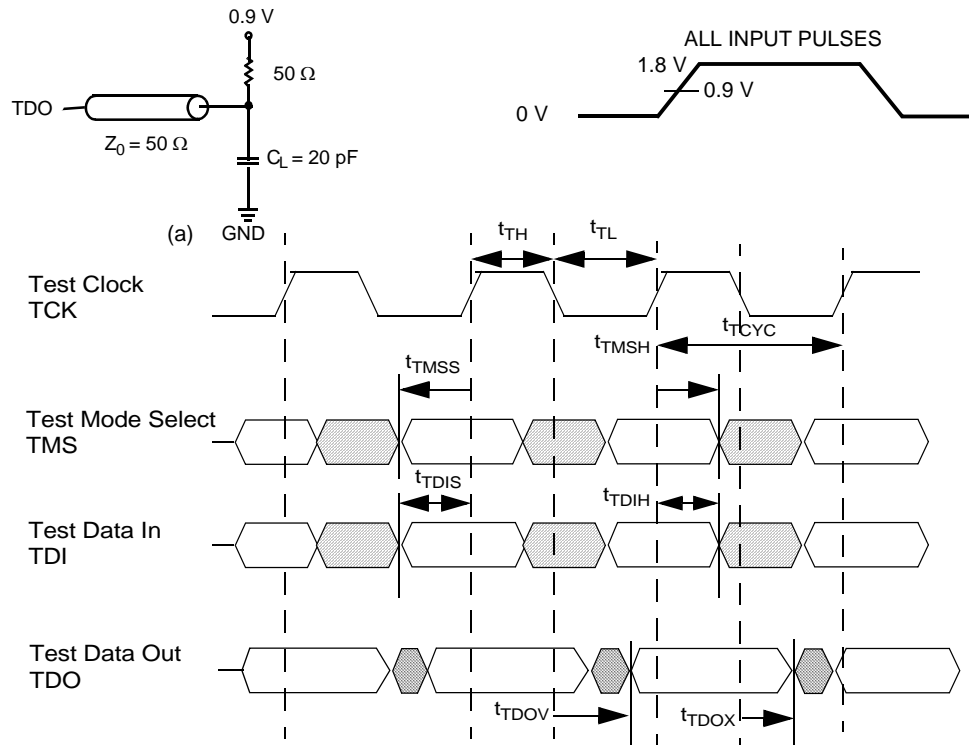 0.9 V
50 Ω
TDO
Z0 = 50 Ω
CL = 20 pF
(a)
GND
ALL INPUT PULSES
1.8 V
0.9 V
0 V
tTH
tTL
Test Clock
TCK
tTCYC
tTMSH
tTMSS
Test Mode Select
TMS
tTDIS
tTDIH
Test Data In
TDI
Test Data Out
TDO
tTDOV
tTDOX